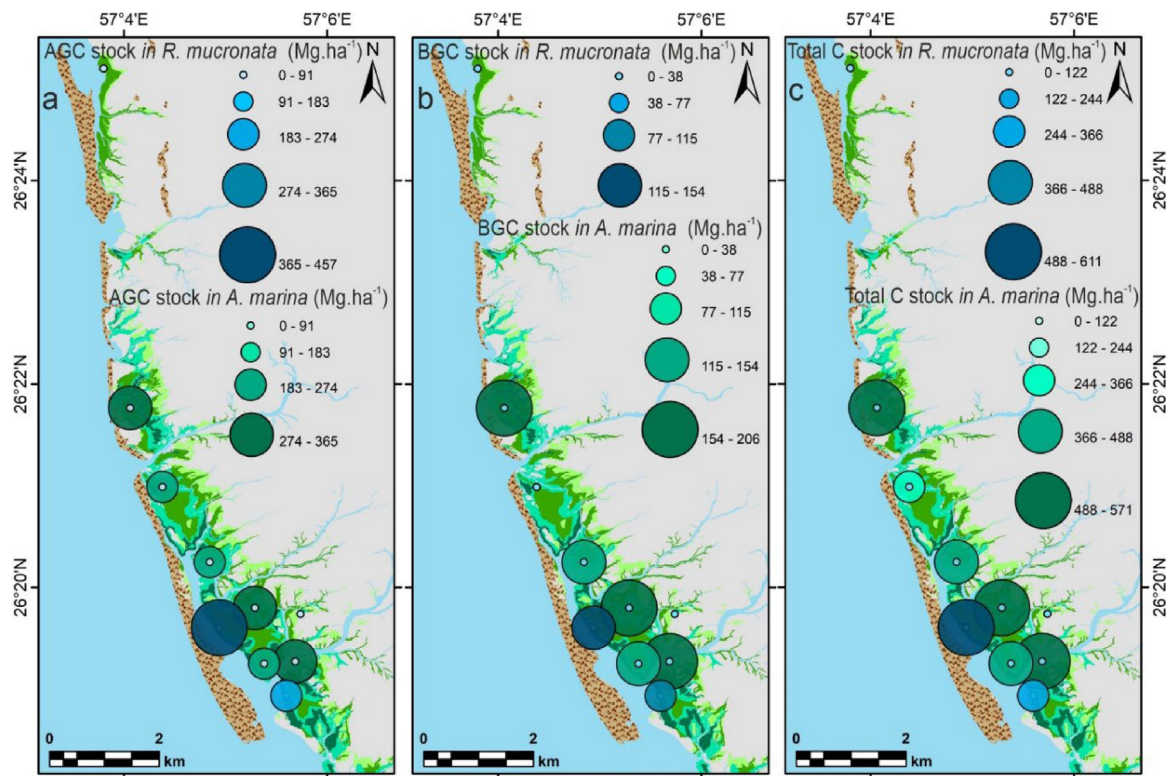 57°4'E 57°6'E 57°4'E 57°6'E 57°4'E 57°6'E
AGC stock in R. mucronata (Mg.ha-1) N
a
0 - 91
91 - 183
183 - 274
274 - 365
365 - 457
AGC stock in A. marina (Mg.ha-1)
0 - 91
91 - 183
183 - 274
274 - 365
0 2
km
BGC stock in R. mucronata (Mg.ha-1) N
b
0 - 38
38 - 77
77 - 115
115 - 154
BGC stock in A. marina (Mg.ha-1)
0 - 38
38 - 77
77 - 115
115 - 154
154 - 206
0 2
km
Total C stock in R. mucronata (Mg.ha-1) N
c
0 - 122
122 - 244
244 - 366
366 - 488
488 - 611
Total C stock in A. marina (Mg.ha-1)
0 - 122
122 - 244
244 - 366
366 - 488
488 - 571
0 2
km
26°24'N 26°24'N
26°22'N 26°22'N
26°20'N 26°20'N